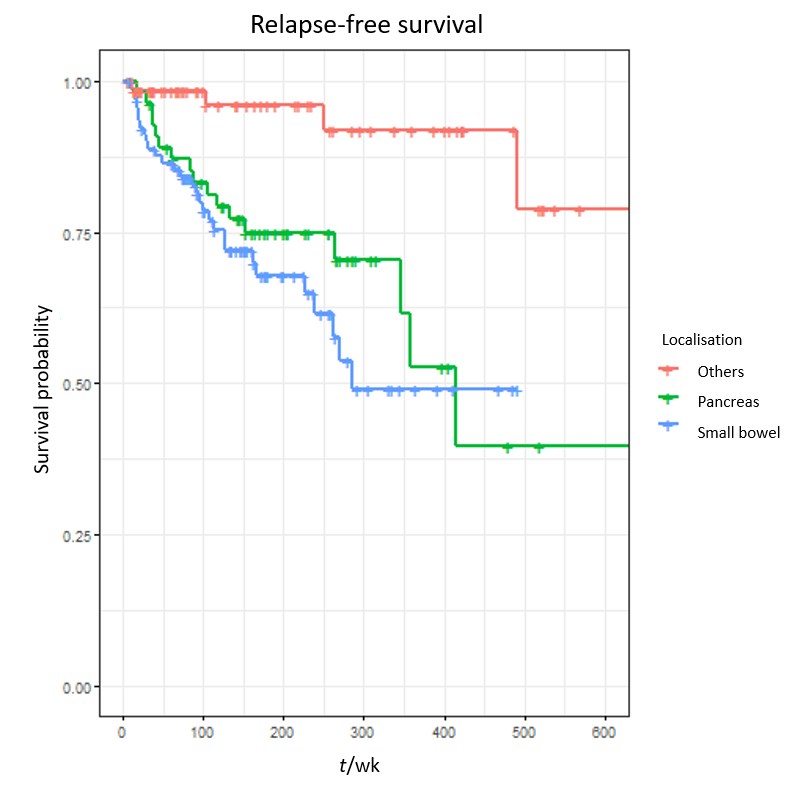 Relapse-free survival
1.00
0.75
0.50
0.25
0.00
Survival probability
0 100 200 300 400 500 600
t/wk
Localisation
Others
Pancreas
Small bowel